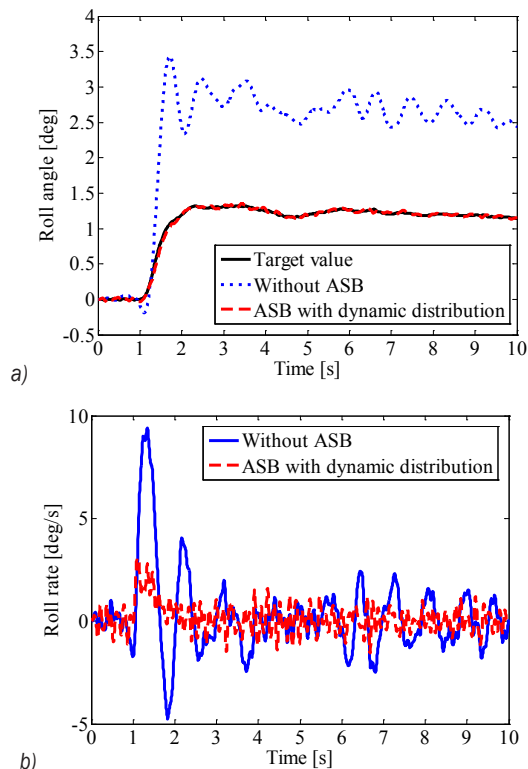 4
3.5
3
2.5
2
1.5
1
0.5
0
-0.5
Roll angle [deg]
Target value
Without ASB
ASB with dynamic distribution
0 1 2 3 4 5 6 7 8 9 10
Time [s]
a)
10
5
0
-5
Roll rate [deg/s]
Without ASB
ASB with dynamic distribution
0 1 2 3 4 5 6 7 8 9 10
Time [s]
b)